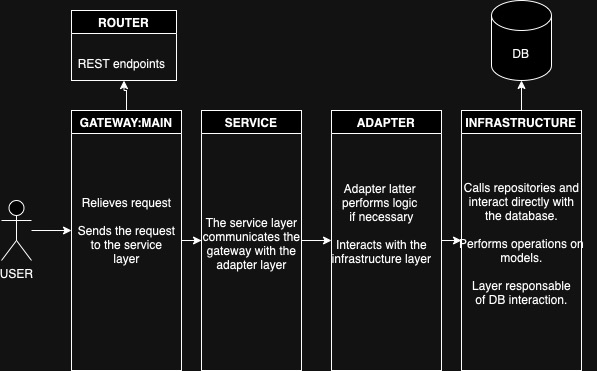 ROUTER
REST endpoints
DB
GATEWAY:MAIN
Relieves request
Sends the request
to the service
layer
SERVICE
The service layer
communicates the
gateway with the
adapter layer
ADAPTER
Adapter latter
performs logic
if necessary
Interacts with the
infrastructure layer
INFRASTRUCTURE
Calls repositories and
interact directly with
the database.
Performs operations on
models.
Layer responsable
of DB interaction.
USER